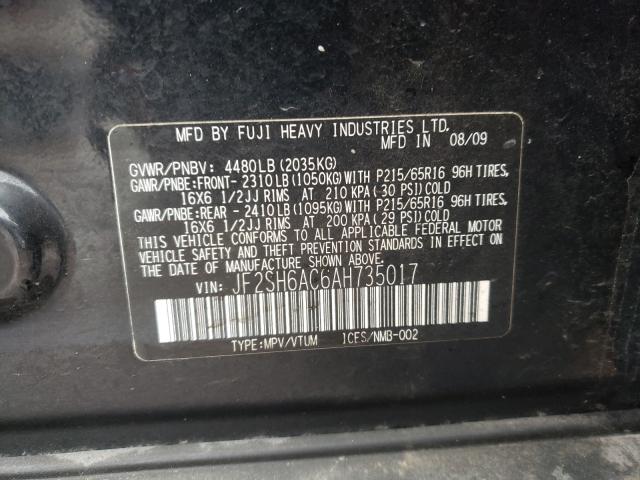 MFD BY FUJI HEAVY INDUSTRIES LTD.
MFD IN 08/09
GVWR/PNBV: 4480LB(2035KG)
GAWR/PNBE:FRONT- 2310LB(1050KG)WITH P215/65R16 96H TIRES,
16X6 1/2JJ RIMS AT 210 KPA(30 PSI)COLD
GAWR/PNBE:REAR - 2410LB(1095KG)WITH P215/65R16 96H TIRES,
16X6 1/2JJ RIMS AT 200 KPA(29 PSI)COLD
THIS VEHICLE CONFORMS TO ALL APPLICABLE FEDERAL MOTOR
VEHICLE SAFETY AND THEFT PREVENTION STANDARDS IN EFFECT ON
THE DATE OF MANUFACTURE SHOWN ABOVE.
VIN: JF2SH6AC6AH735017
TYPE:MPV/VTUM 1CFS/NMB-002